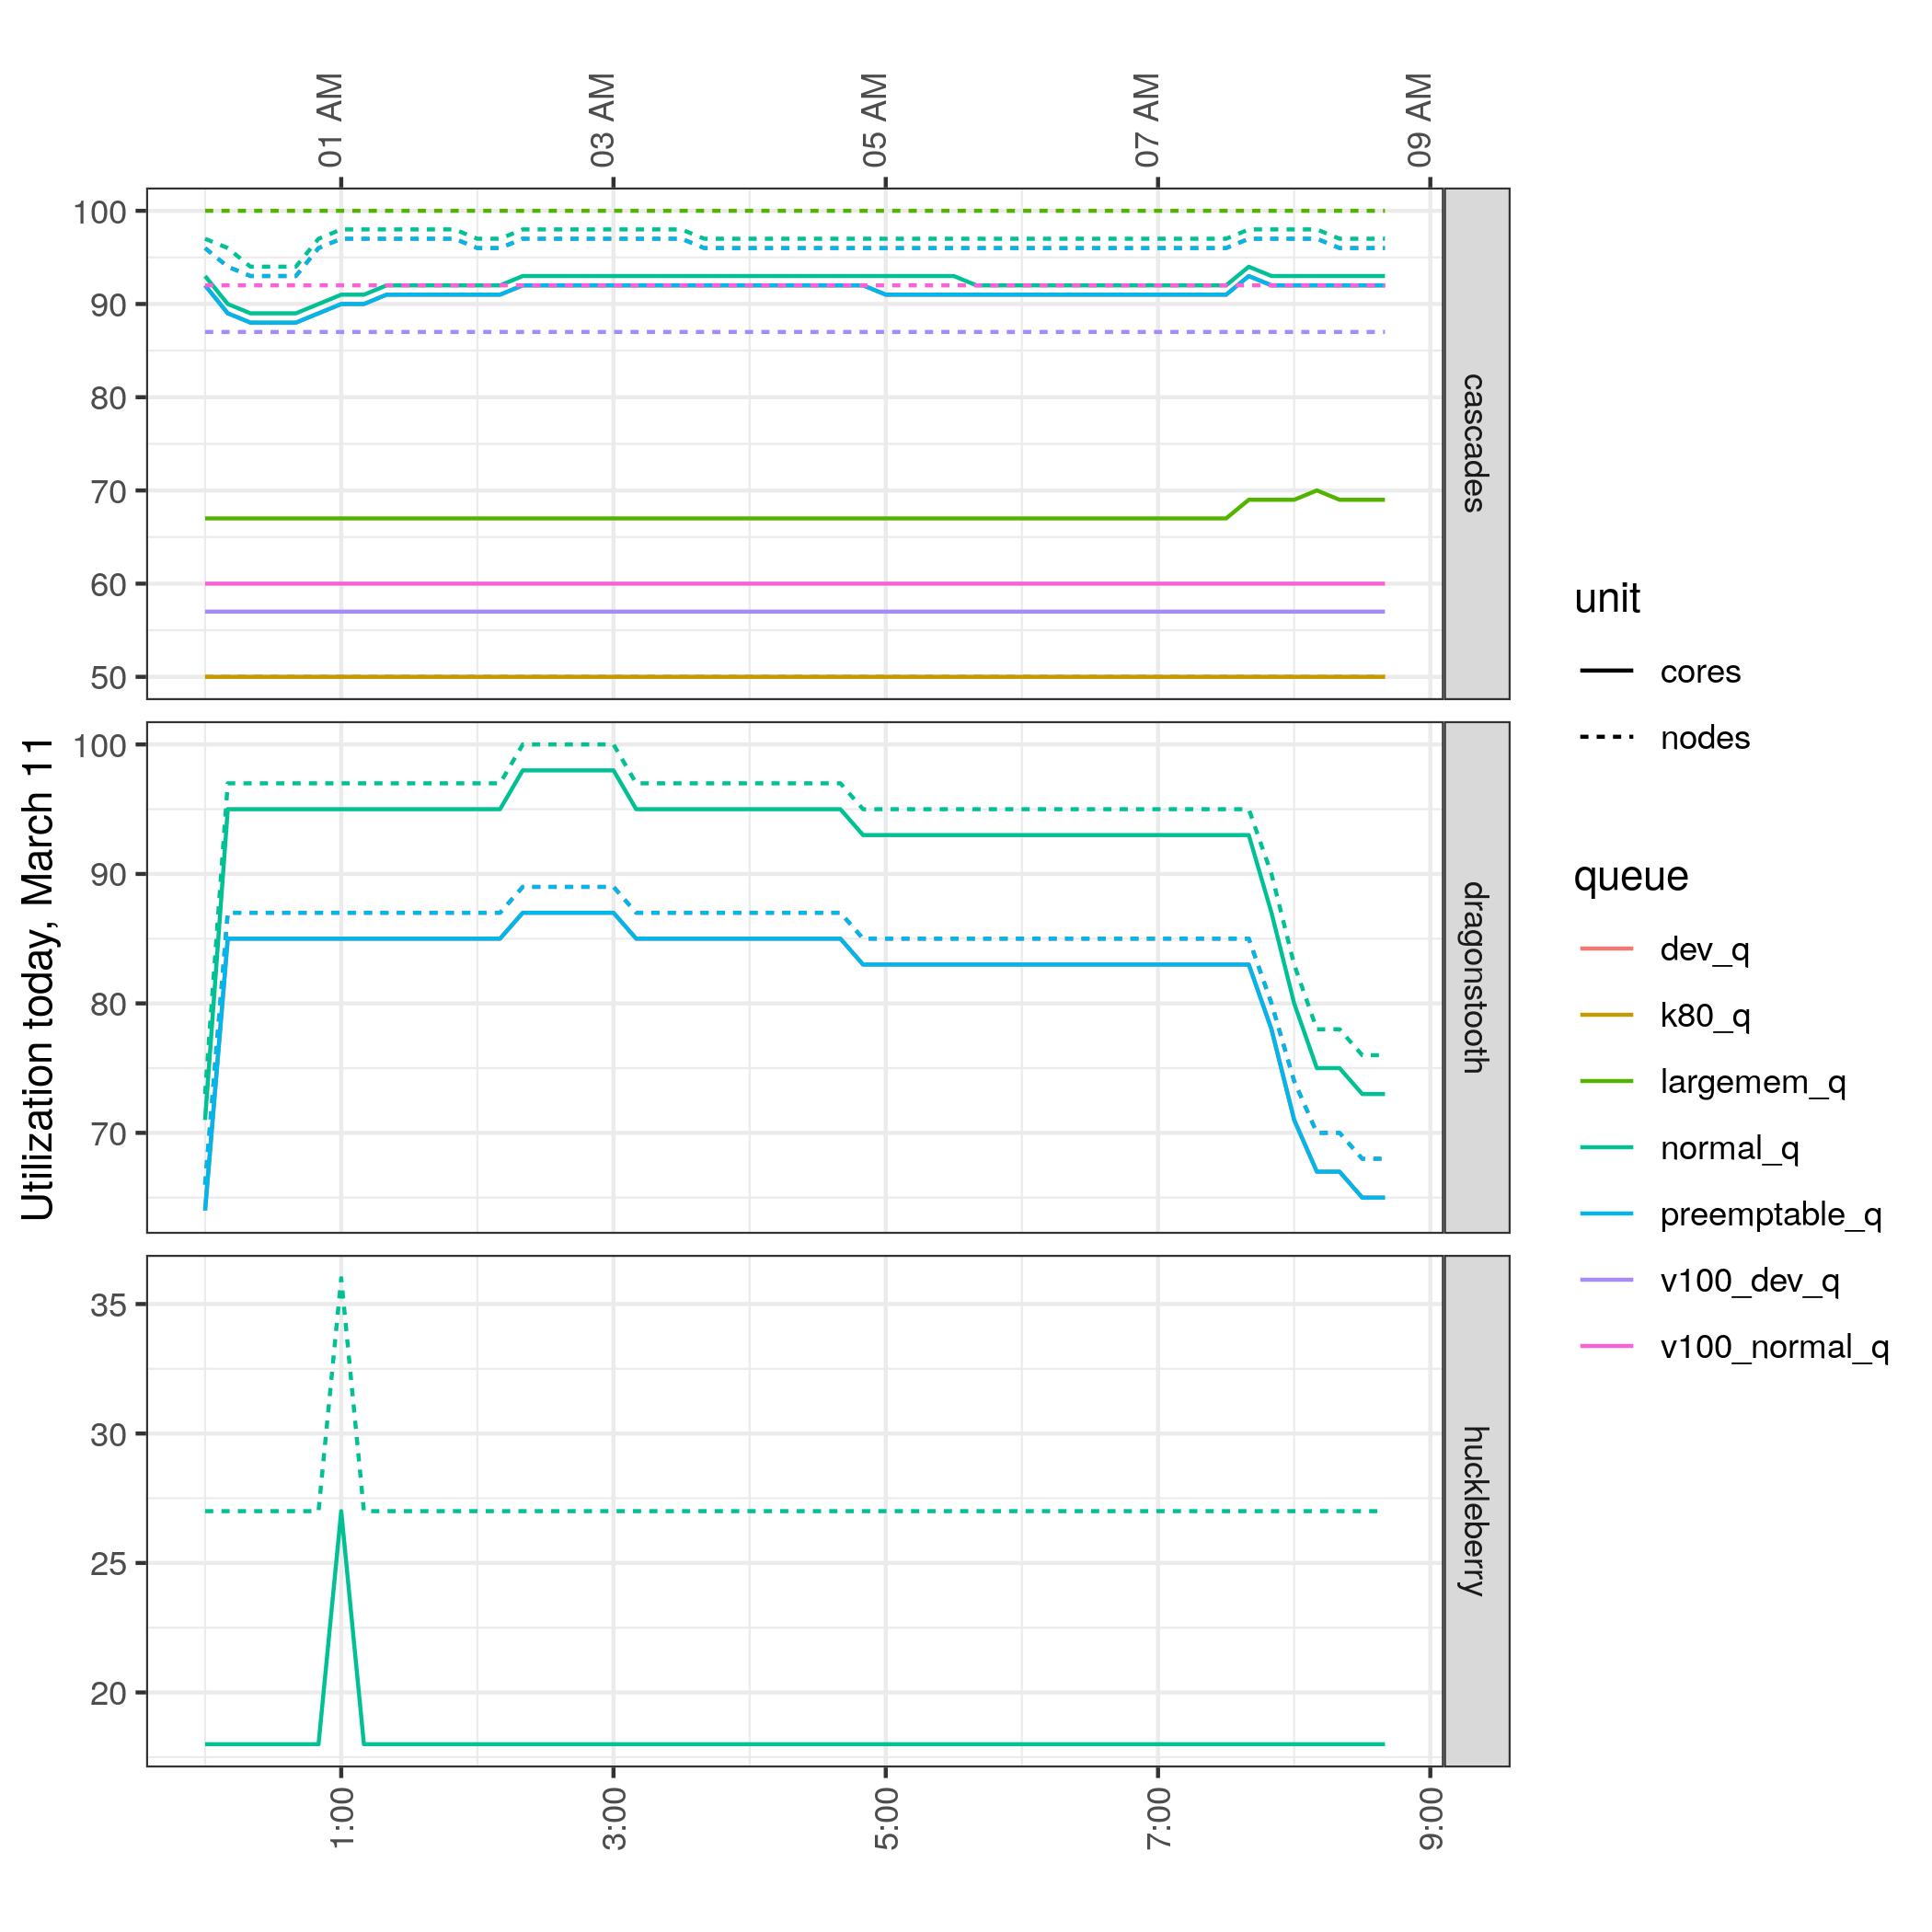 01 AM
03 AM
05 AM
07 AM
09 AM
Utilization today, March 11
100
90
80
70
60
50
cascades
100
90
80
70
dragonstooth
35
30
25
20
huckleberry
1:00
3:00
5:00
7:00
9:00
unit
cores
nodes
queue
dev_q
k80_q
largemem_q
normal_q
preemptable_q
v100_dev_q
v100_normal_q